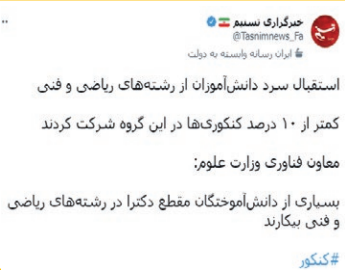 خبرگزاری تسنیم
@Tasnimnews_Fa
ایران رسانه وابسته به دولت
استقبال سرد دانش‌آموزان از رشته‌های ریاضی و فنی
کمتر از ۱۰ درصد کنکوری‌ها در این گروه شرکت کردند
معاون فناوری وزارت علوم:
بسیاری از دانش‌آموختگان مقطع دکترا در رشته‌های ریاضی و فنی بیکارند
#کنکور